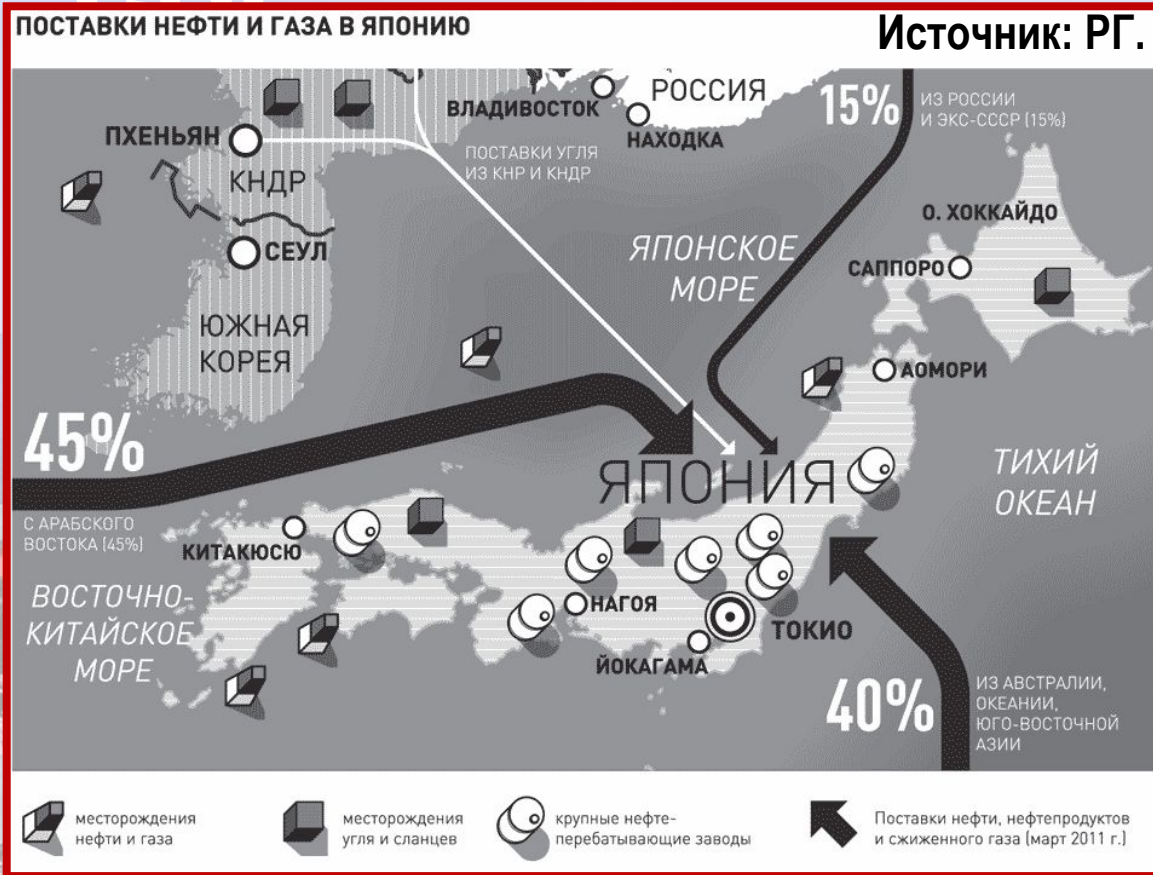 ПОСТАВКИ НЕФТИ И ГАЗА В ЯПОНИЮ
Источник: РГ.
ВЛАДИВОСТОК
РОССИЯ
НАХОДКА
15%
ИЗ РОССИИ
И ЭКС-СССР (15%)
ПХЕНЬЯН
КНДР
ПОСТАВКИ УГЛЯ
ИЗ КНР И КНДР
СЕУЛ
ЮЖНАЯ
КОРЕЯ
ЯПОНСКОЕ
МОРЕ
О. ХОККАЙДО
САППОРО
АОМОРИ
45%
С АРАБСКОГО
ВОСТОКА (45%)
ЯПОНИЯ
ТИХИЙ
ОКЕАН
КИТАКЮСЮ
ВОСТОЧНО-
КИТАЙСКОЕ
МОРЕ
НАГОЯ
ТОКИО
ЙОКАГАМА
40%
ИЗ АВСТРАЛИИ,
ОКЕАНИИ,
ЮГО-ВОСТОЧНОЙ
АЗИИ
месторождения
нефти и газа
месторождения
угля и сланцев
крупные нефте-
перебатывающие заводы
Поставки нефти, нефтепродуктов
и сжиженого газа (март 2011 г.)